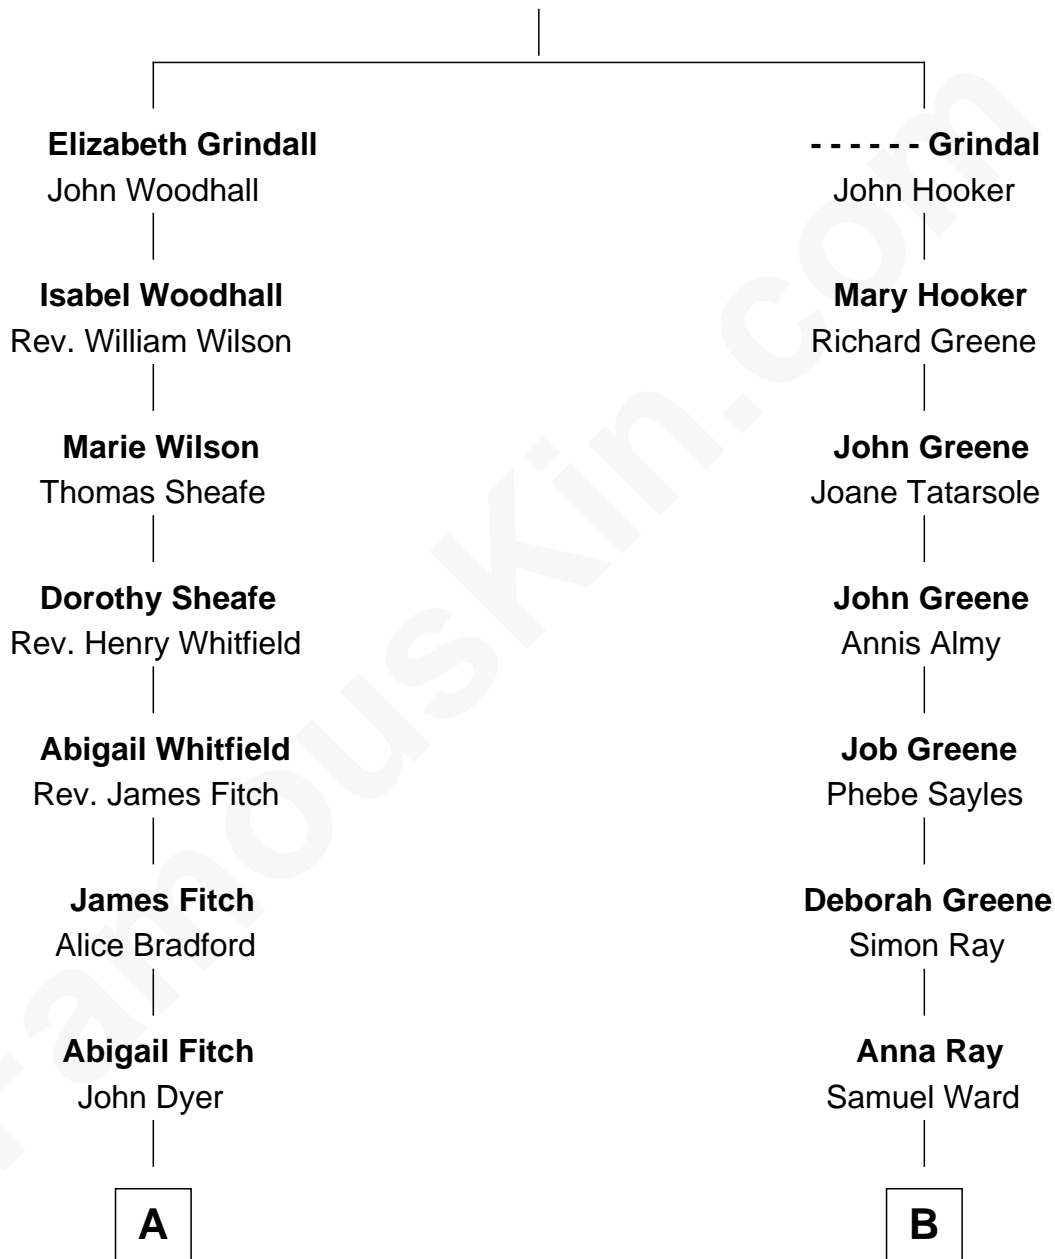 Elizabeth Grindall
John Woodhall
Isabel Woodhall
Rev. William Wilson
Marie Wilson
Thomas Sheafe
Dorothy Sheafe
Rev. Henry Whitfield
Abigail Whitfield
Rev. James Fitch
James Fitch
Alice Bradford
Abigail Fitch
John Dyer
A
- - - - - - Grindal
John Hooker
Mary Hooker
Richard Greene
John Greene
Joane Tatarsole
John Greene
Annis Almy
Job Greene
Phebe Sayles
Deborah Greene
Simon Ray
Anna Ray
Samuel Ward
B
FamousKin.com